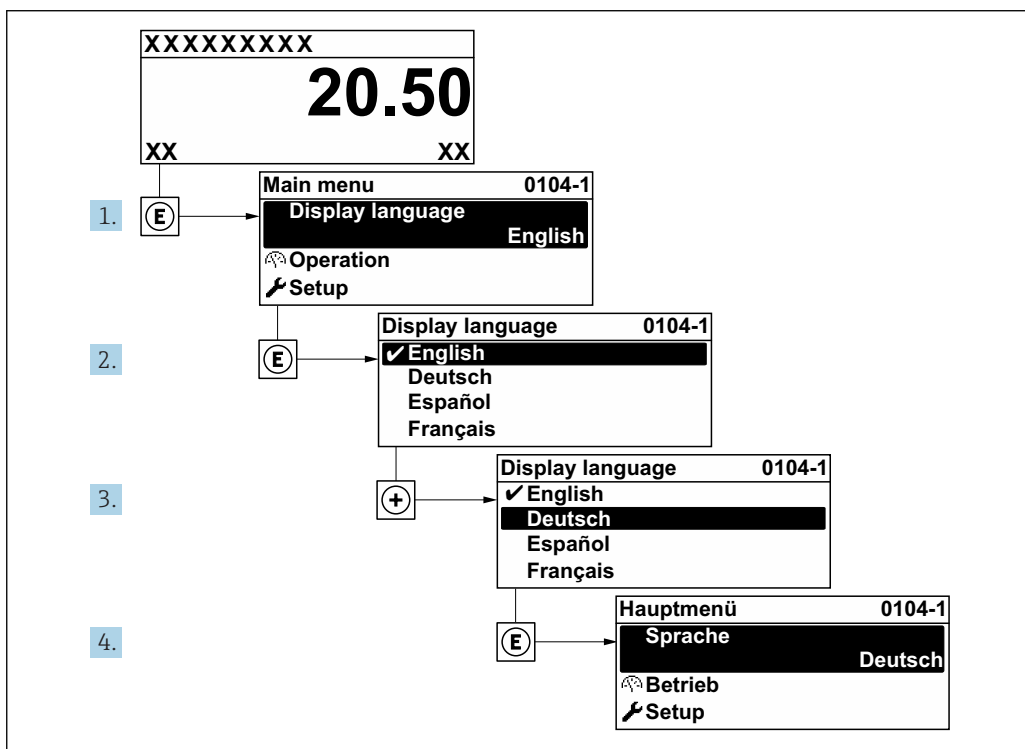 XXXXXXXXX
20.50
XX XX
1. E
Main menu 0104-1
Display language
English
Operation
Setup
2. E
Display language 0104-1
✔English
Deutsch
Español
Français
3. +
Display language 0104-1
✔English
Deutsch
Español
Français
4. E
Hauptmenü 0104-1
Sprache
Deutsch
Betrieb
Setup